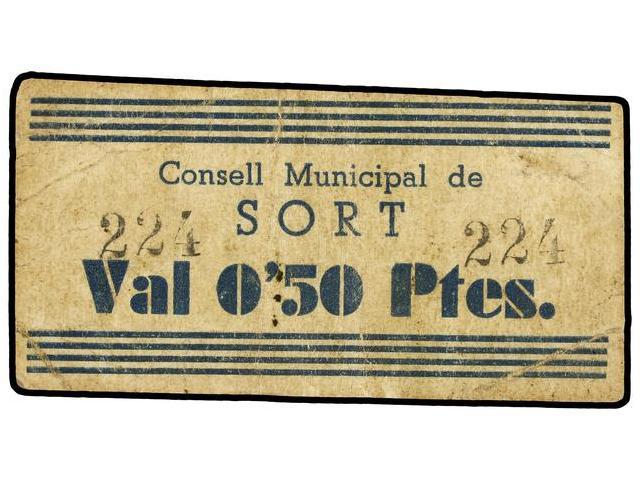 Consell Municipal de
SORT
224 224
Val 0'50 Ptes.